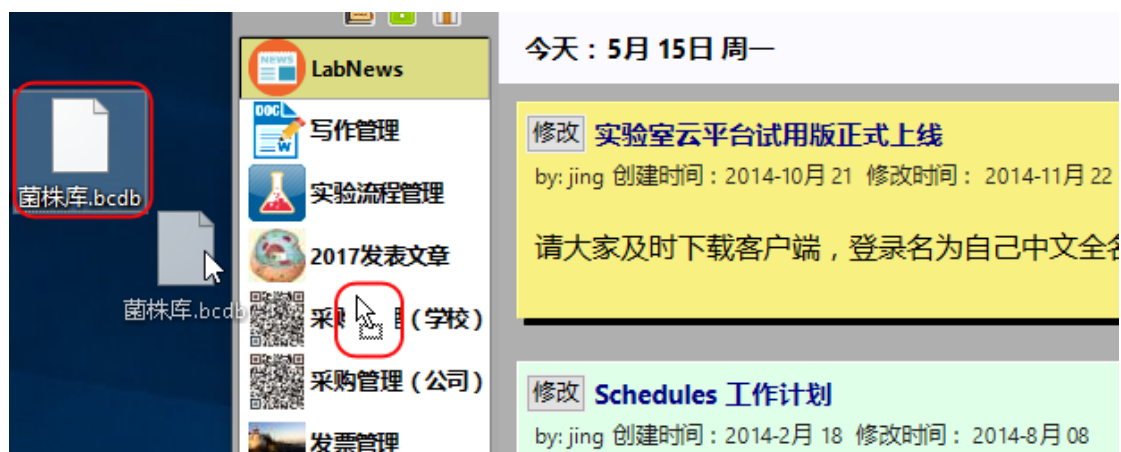 菌株库.bcdb
菌株库.bcdb
NEWS
LabNews
DOC
W
写作管理
实验流程管理
2017发表文章
采购 （学校）
采购管理（公司）
发票管理
今天：5月 15日 周一
修改 实验室云平台试用版正式上线
by: jing 创建时间：2014-10月 21 修改时间： 2014-11月 22
请大家及时下载客户端，登录名为自己中文全名
修改 Schedules 工作计划
by: jing 创建时间：2014-2月 18 修改时间： 2014-8月 08